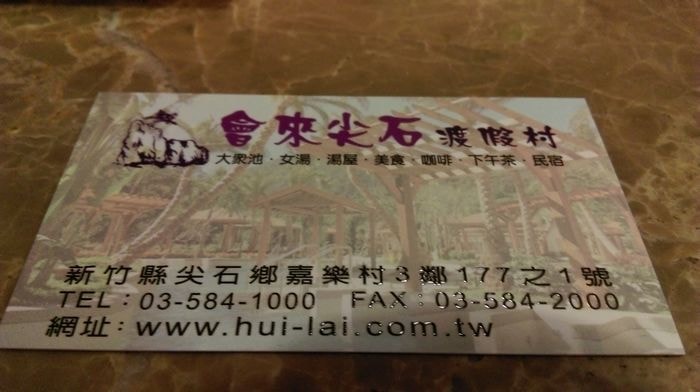 會來尖石渡假村
大眾池·女湯·湯屋·美食·咖啡·下午茶·民宿
新竹縣尖石鄉嘉樂村3鄰177之1號
TEL：03-584-1000 FAX：03-584-2000
網址：www.hui-lai.com.tw